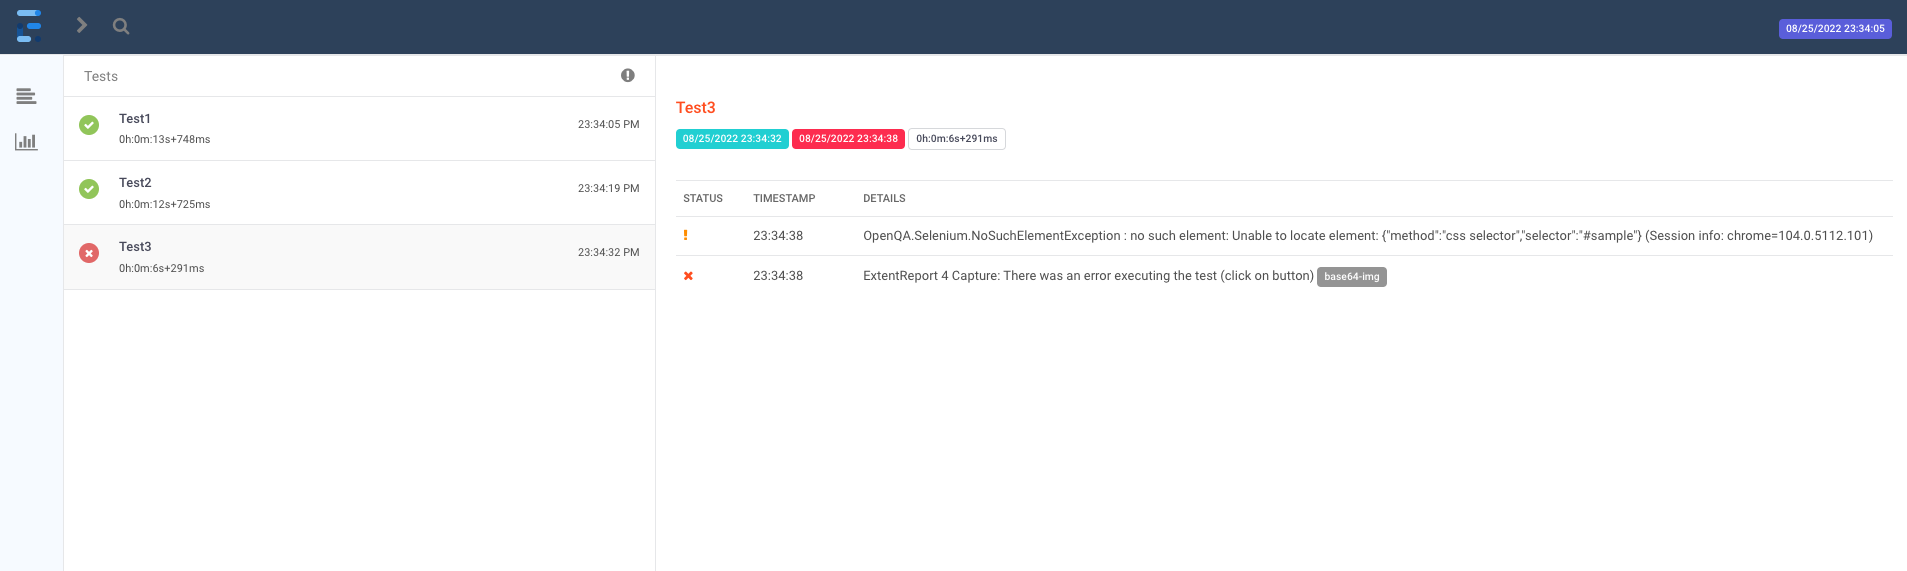 08/25/2022 23:34:05
Tests
Test1
0h:0m:13s+748ms
23:34:05 PM
Test2
0h:0m:12s+725ms
23:34:19 PM
Test3
0h:0m:6s+291ms
23:34:32 PM
Test3
08/25/2022 23:34:32 08/25/2022 23:34:38 0h:0m:6s+291ms
STATUS TIMESTAMP DETAILS
23:34:38 OpenQA.Selenium.NoSuchElementException : no such element: Unable to locate element: {"method":"css selector","selector":"#sample"} (Session info: chrome=104.0.5112.101)
23:34:38 ExtentReport 4 Capture: There was an error executing the test (click on button) base64-img